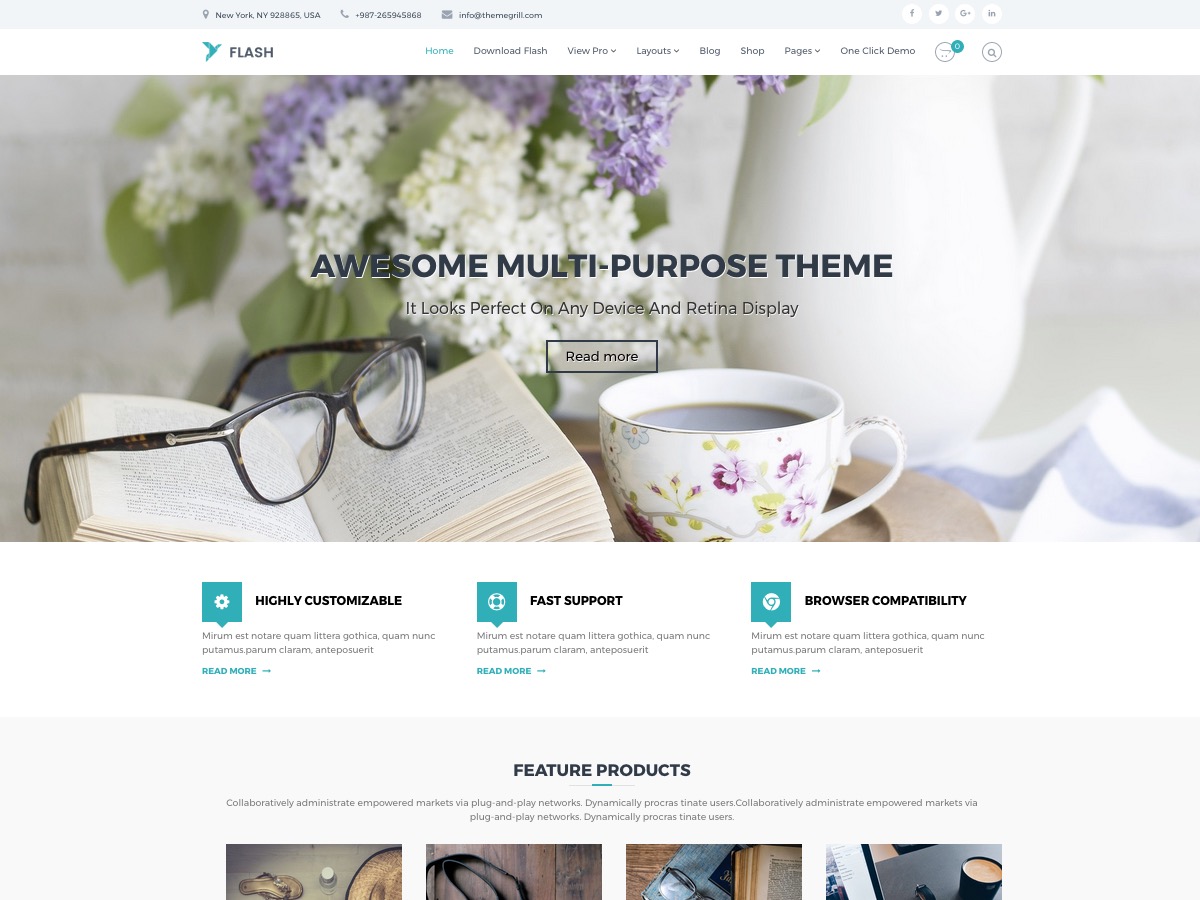 New York, NY 928865, USA
+987-265945868
info@themegrill.com
FLASH
Home
Download Flash
View Pro
Layouts
Blog
Shop
Pages
One Click Demo
0
AWESOME MULTI-PURPOSE THEME
It Looks Perfect On Any Device And Retina Display
Read more
HIGHLY CUSTOMIZABLE
Mirum est notare quam littera gothica, quam nunc
putamus.parum claram, anteposuerit
READ MORE
FAST SUPPORT
Mirum est notare quam littera gothica, quam nunc
putamus.parum claram, anteposuerit
READ MORE
BROWSER COMPATIBILITY
Mirum est notare quam littera gothica, quam nunc
putamus.parum claram, anteposuerit
READ MORE
FEATURE PRODUCTS
Collaboratively administrate empowered markets via plug-and-play networks. Dynamically procras tinate users.Collaboratively administrate empowered markets via
plug-and-play networks. Dynamically procras tinate users.